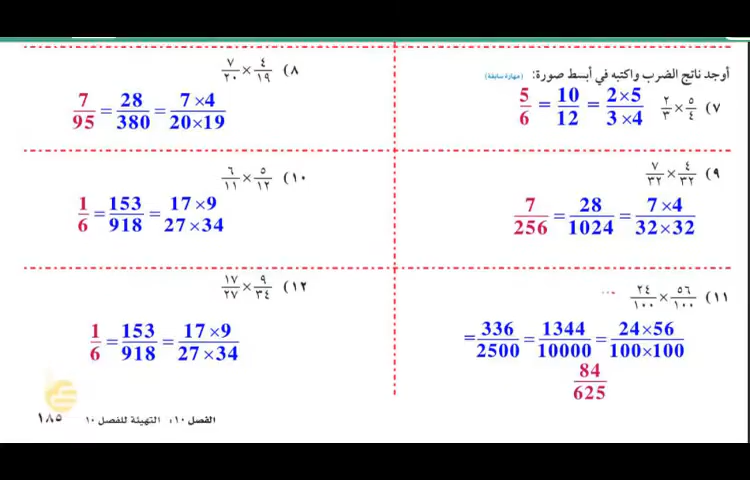 أوجد ناتج الضرب واكتبه في أبسط صورة: (مهارة سابقة)
٧) ٥/٤ × ٢/٣
2×5/3×4 = 10/12 = 5/6
٨) ٤/١٩ × ٧/٢٠
7×4/20×19 = 28/380 = 7/95
٩) ٤/٣٢ × ٧/٣٢
7×4/32×32 = 28/1024 = 7/256
١٠) ٥/١٢ × ٦/١١
17×9/27×34 = 153/918 = 1/6
١١) ٥٦/١٠٠ × ٢٤/١٠٠ ...
24×56/100×100 = 1344/10000 = 336/2500 =
84/625
١٢) ٩/٣٤ × ١٧/٢٧
17×9/27×34 = 153/918 = 1/6
الفصل ١٠: التهيئة للفصل ١٠ ١٨٥